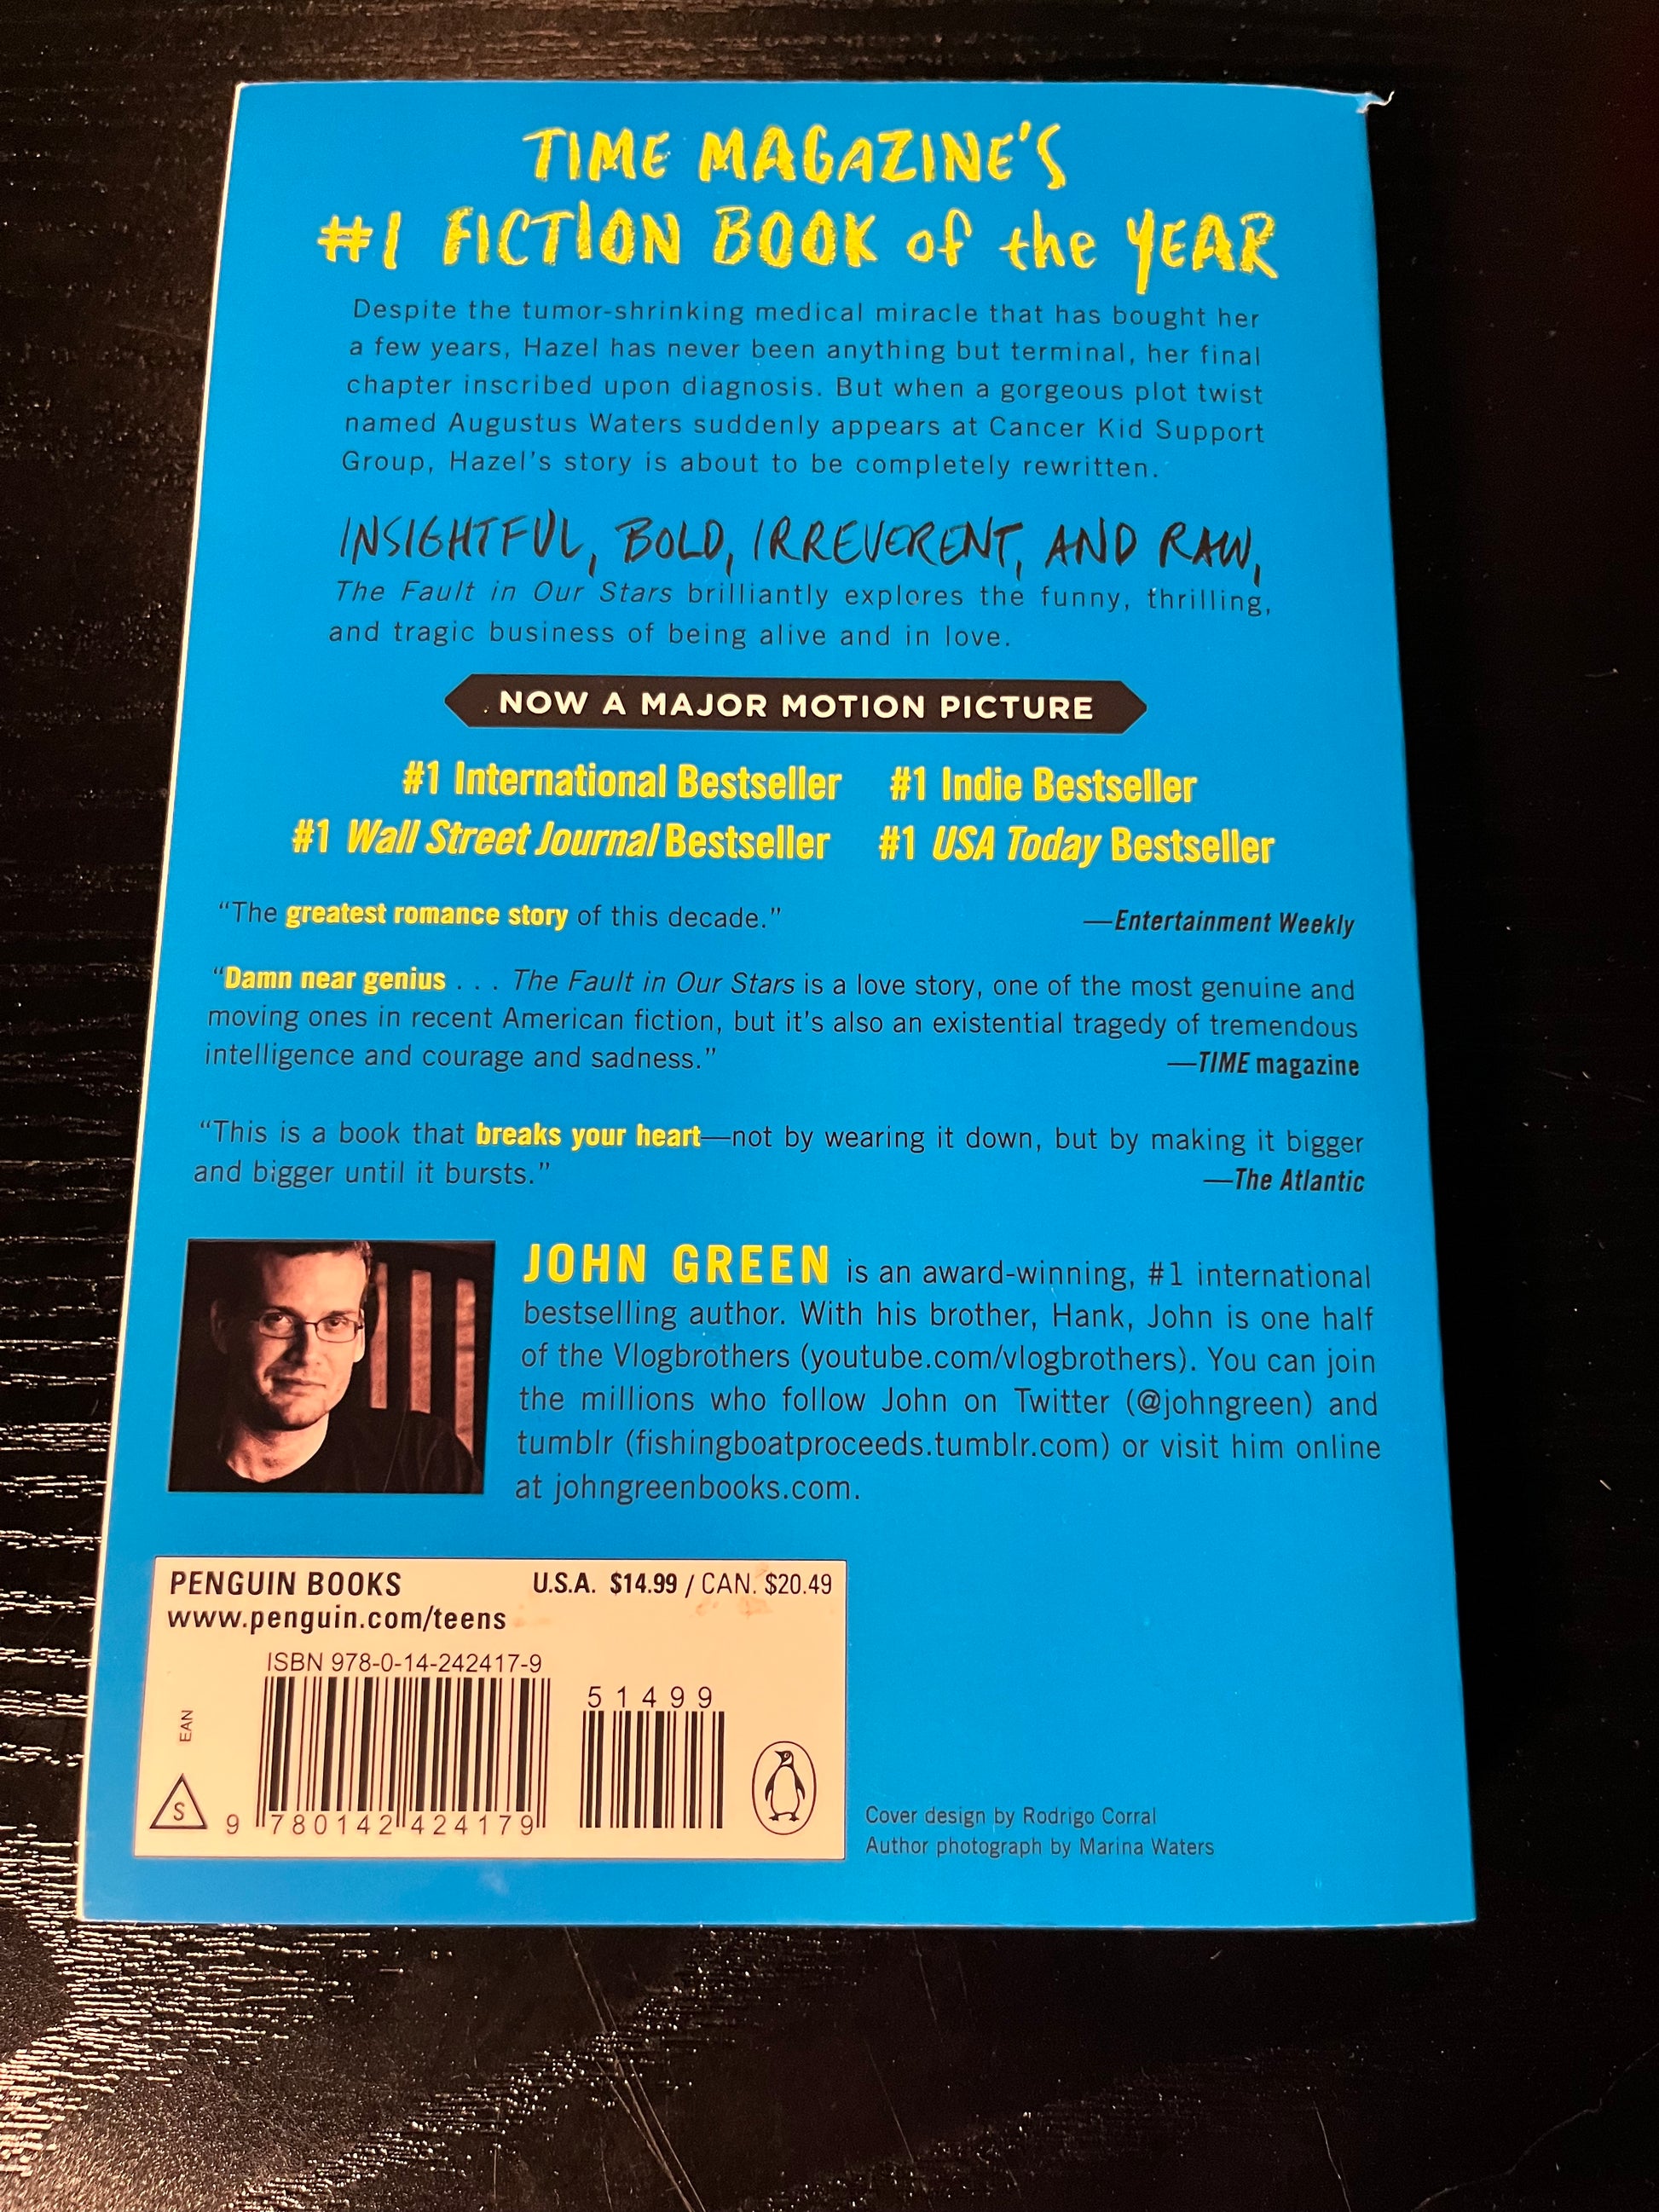 TIME MAGAZINE'S
#1 FICTION BOOK of the YEAR
Despite the tumor-shrinking medical miracle that has bought her
a few years, Hazel has never been anything but terminal, her final
chapter inscribed upon diagnosis. But when a gorgeous plot twist
named Augustus Waters suddenly appears at Cancer Kid Support
Group, Hazel's story is about to be completely rewritten.
INSIGHTFUL, BOLD, IRREVERENT, AND RAW,
The Fault in Our Stars brilliantly explores the funny, thrilling,
and tragic business of being alive and in love.
NOW A MAJOR MOTION PICTURE
#1 International Bestseller #1 Indie Bestseller
#1 Wall Street Journal Bestseller #1 USA Today Bestseller
“The greatest romance story of this decade.” —Entertainment Weekly
“Damn near genius . . . The Fault in Our Stars is a love story, one of the most genuine and
moving ones in recent American fiction, but it's also an existential tragedy of tremendous
intelligence and courage and sadness.” —TIME magazine
“This is a book that breaks your heart—not by wearing it down, but by making it bigger
and bigger until it bursts.” —The Atlantic
JOHN GREEN is an award-winning, #1 international
bestselling author. With his brother, Hank, John is one half
of the Vlogbrothers (youtube.com/vlogbrothers). You can join
the millions who follow John on Twitter (@johngreen) and
tumblr (fishingboatproceeds.tumblr.com) or visit him online
at johngreenbooks.com.
PENGUIN BOOKS U.S.A. $14.99 / CAN. $20.49
www.penguin.com/teens
ISBN 978-0-14-242417-9
51499
EAN
S
9 780142 424179
Cover design by Rodrigo Corral
Author photograph by Marina Waters